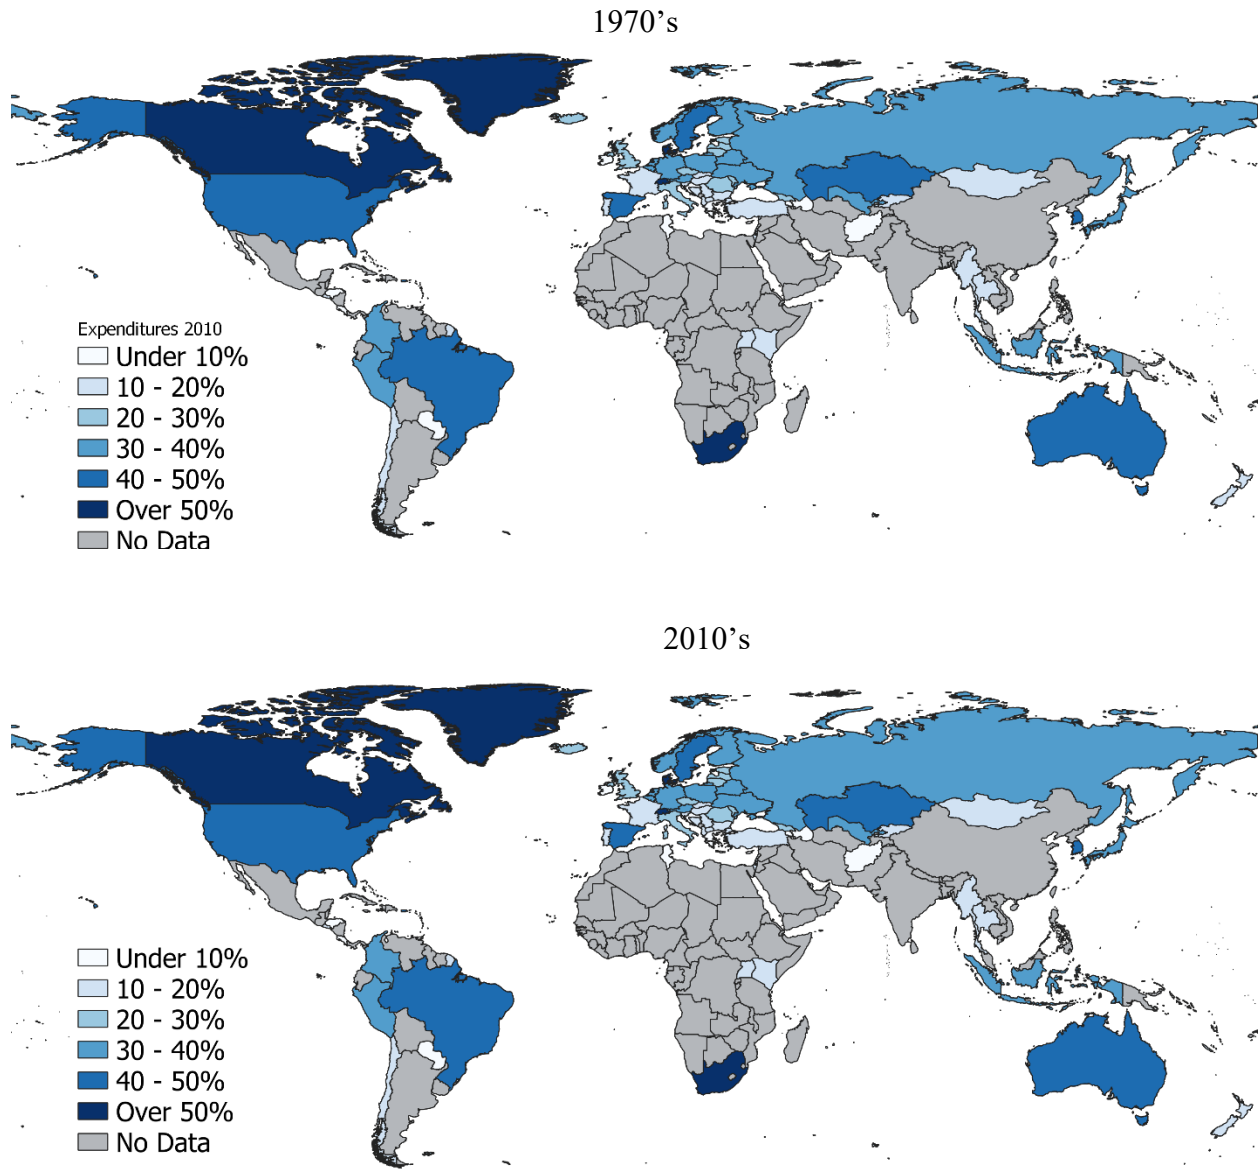 1970’s
Expenditures 2010
Under 10%
10 - 20%
20 - 30%
30 - 40%
40 - 50%
Over 50%
No Data
2010’s
Under 10%
10 - 20%
20 - 30%
30 - 40%
40 - 50%
Over 50%
No Data